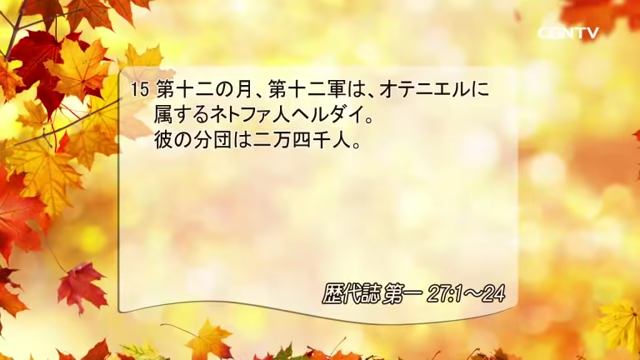 CGNTV
15 第十二の月、第十二軍は、オテニエルに
属するネトファ人ヘルダイ。
彼の分団は二万四千人。
歴代誌 第一 27:1～24